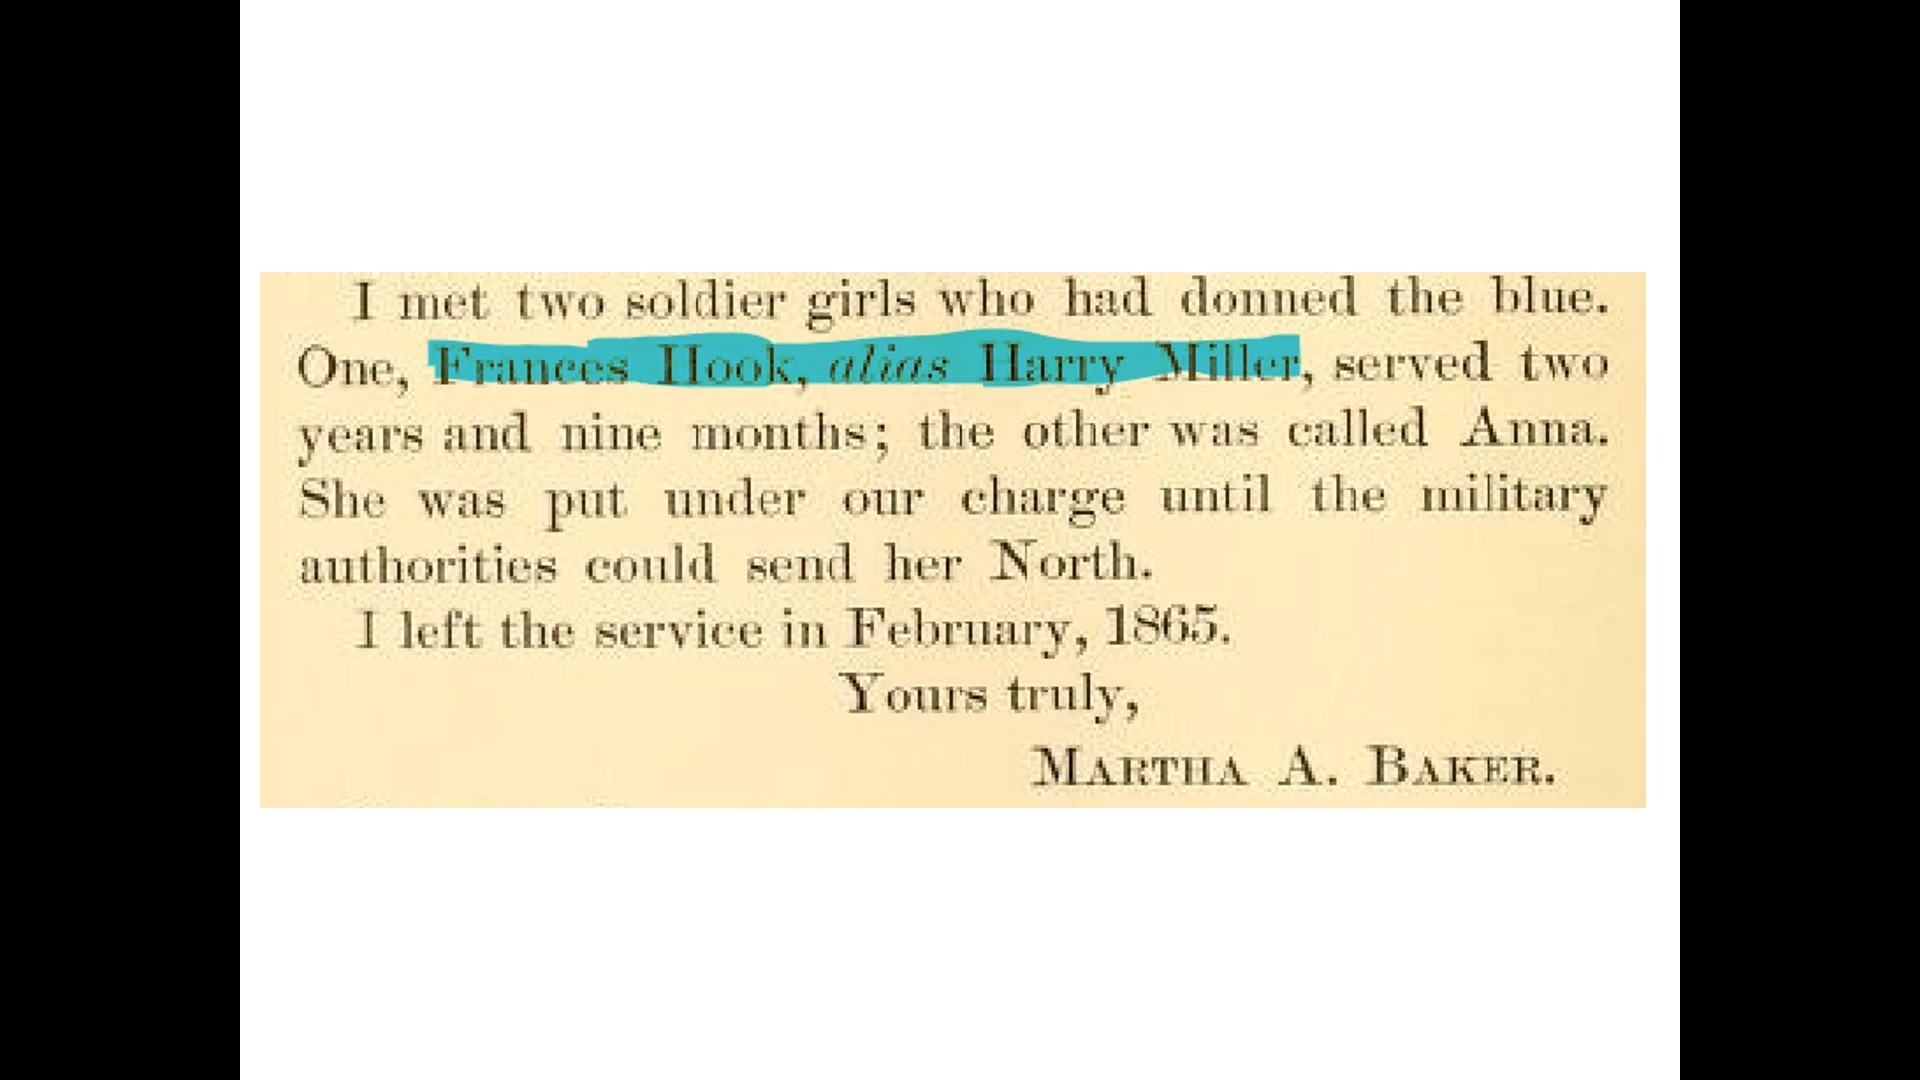 I met two soldier girls who had donned the blue.
One, Frances Hook, alias Harry Miller, served two
years and nine months; the other was called Anna.
She was put under our charge until the military
authorities could send her North.
I left the service in February, 1865.
Yours truly,
MARTHA A. BAKER.